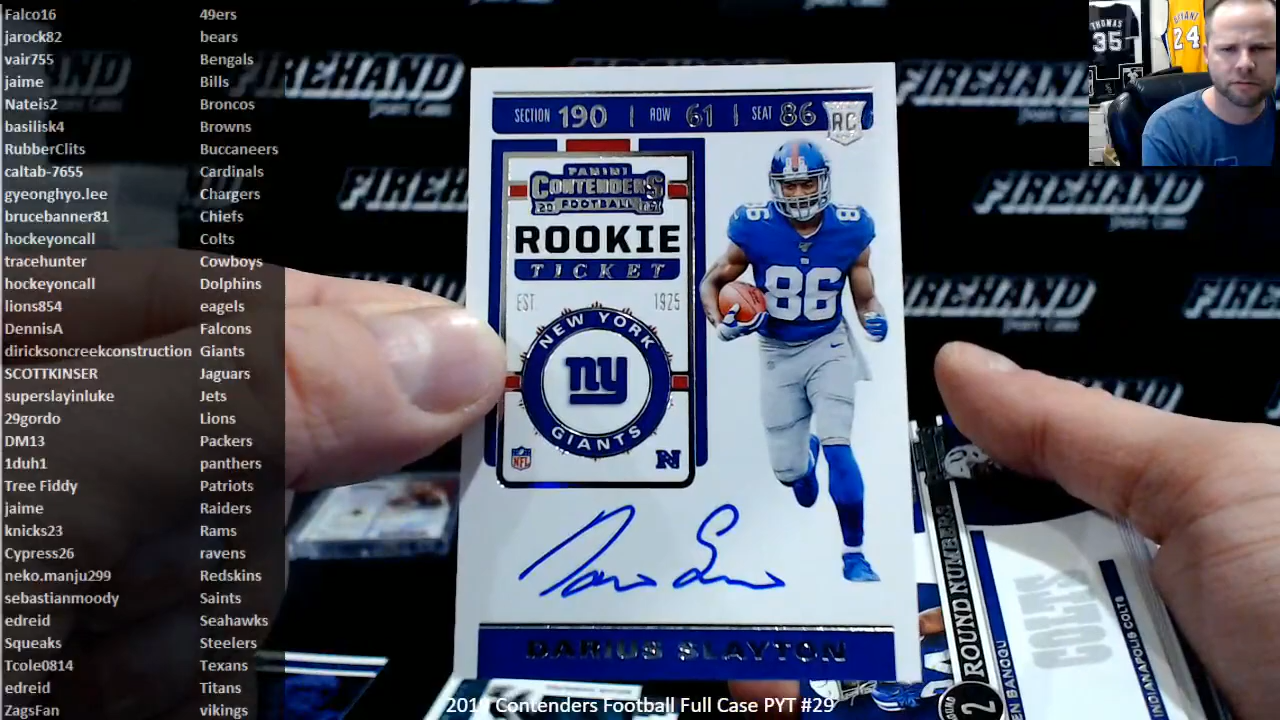 Falco16 49ers
jarock82 bears
vair755 Bengals
jaime Bills
Nateis2 Broncos
basilisk4 Browns
RubberClits Buccaneers
caltab-7655 Cardinals
gyeonghyo.lee Chargers
brucebanner81 Chiefs
hockeyoncall Colts
tracehunter Cowboys
hockeyoncall Dolphins
lions854 eagels
DennisA Falcons
diricksoncreekconstruction Giants
SCOTTKINSER Jaguars
superslayinluke Jets
29gordo Lions
DM13 Packers
1duh1 panthers
Tree Fiddy Patriots
jaime Raiders
knicks23 Rams
Cypress26 ravens
neko.manju299 Redskins
sebastianmoody Saints
edreid Seahawks
Squeaks Steelers
Tcole0814 Texans
edreid Titans
ZagsFan vikings
FIREHAND
FIREHAND
FIREHAND
FIREHAND
FIREHAND
SECTION 190 | ROW 61 | SEAT 86
RC
PANINI
CONTENDERS
FOOTBALL
ROOKIE
TICKET
EST. 1925
NEW YORK
ny
GIANTS
NFL
N
86
86
DARIUS SLAYTON
THOMAS
35
BRYANT
24
ROUND NUMBERS
2
BEN BANOGU
COLTS
INDIANAPOLIS COLTS
Contenders Football Full Case PYT #29